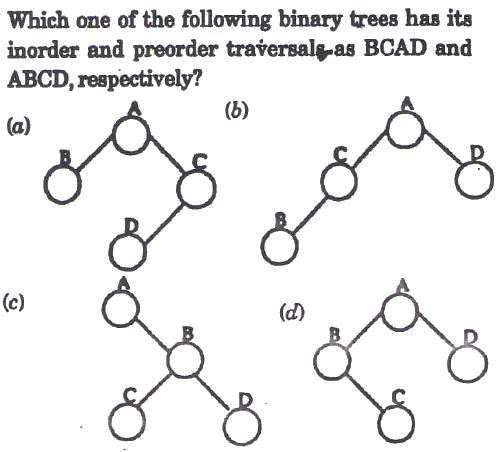 Which one of the following binary trees has its
inorder and preorder traversals as BCAD and
ABCD, respectively?
(a)
A
B
C
D
(b)
A
C
D
B
(c)
A
B
C
D
(d)
A
B
D
C